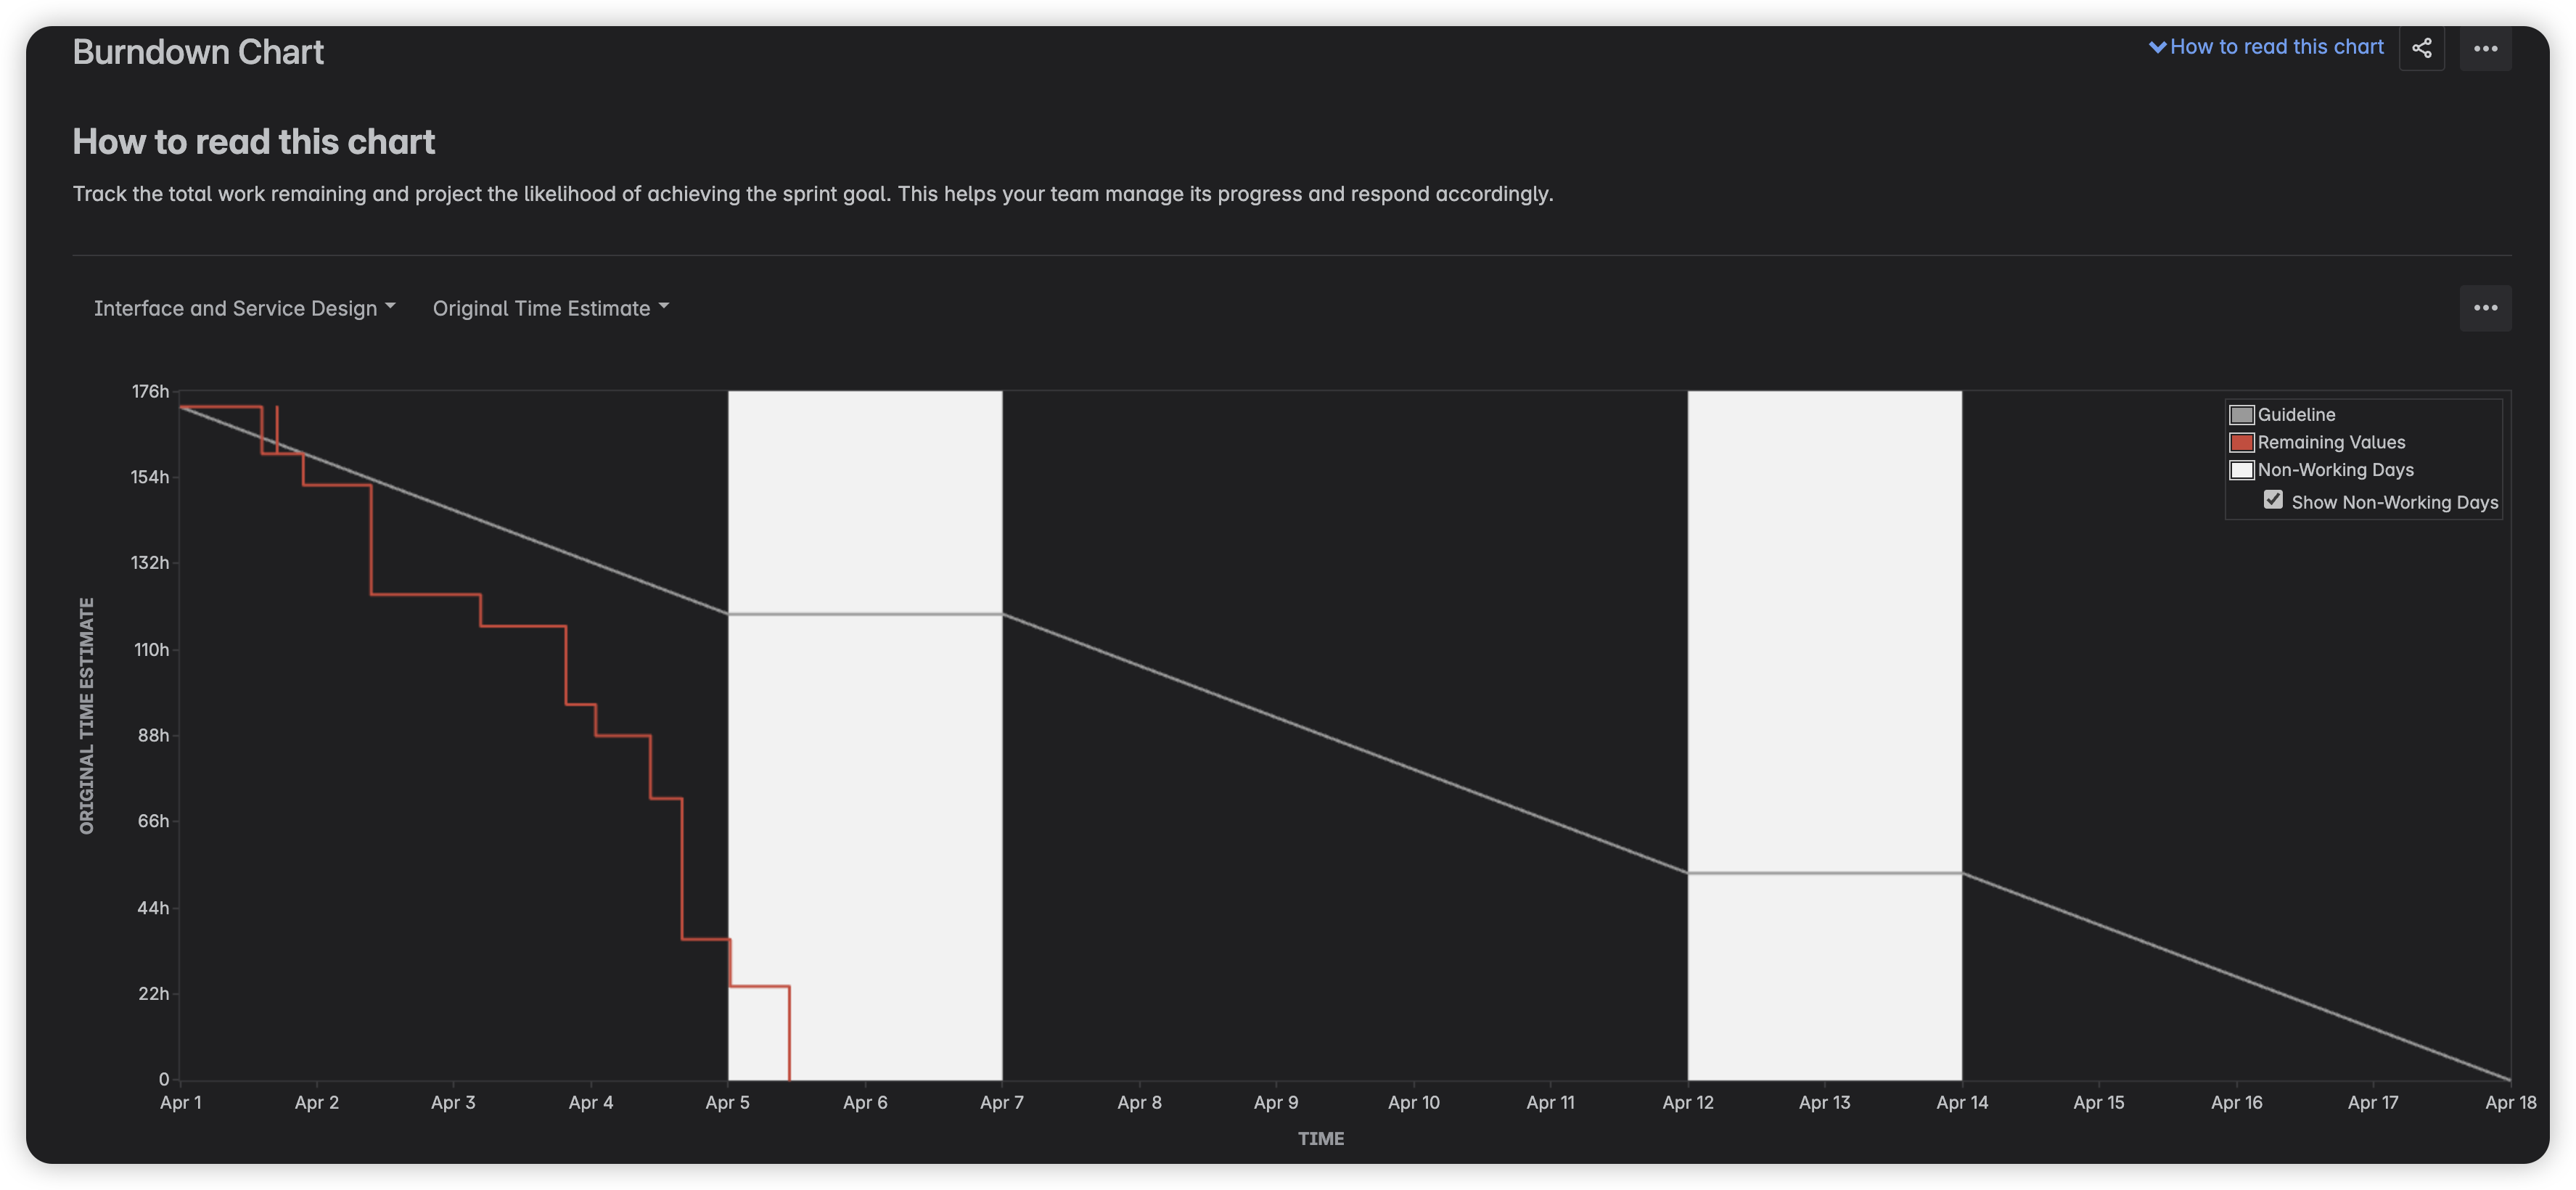 Burndown Chart
How to read this chart
How to read this chart
Track the total work remaining and project the likelihood of achieving the sprint goal. This helps your team manage its progress and respond accordingly.
Interface and Service Design
Original Time Estimate
176h
154h
132h
110h
88h
66h
44h
22h
0
ORIGINAL TIME ESTIMATE
Guideline
Remaining Values
Non-Working Days
Show Non-Working Days
Apr 1
Apr 2
Apr 3
Apr 4
Apr 5
Apr 6
Apr 7
Apr 8
Apr 9
Apr 10
Apr 11
Apr 12
Apr 13
Apr 14
Apr 15
Apr 16
Apr 17
Apr 18
TIME